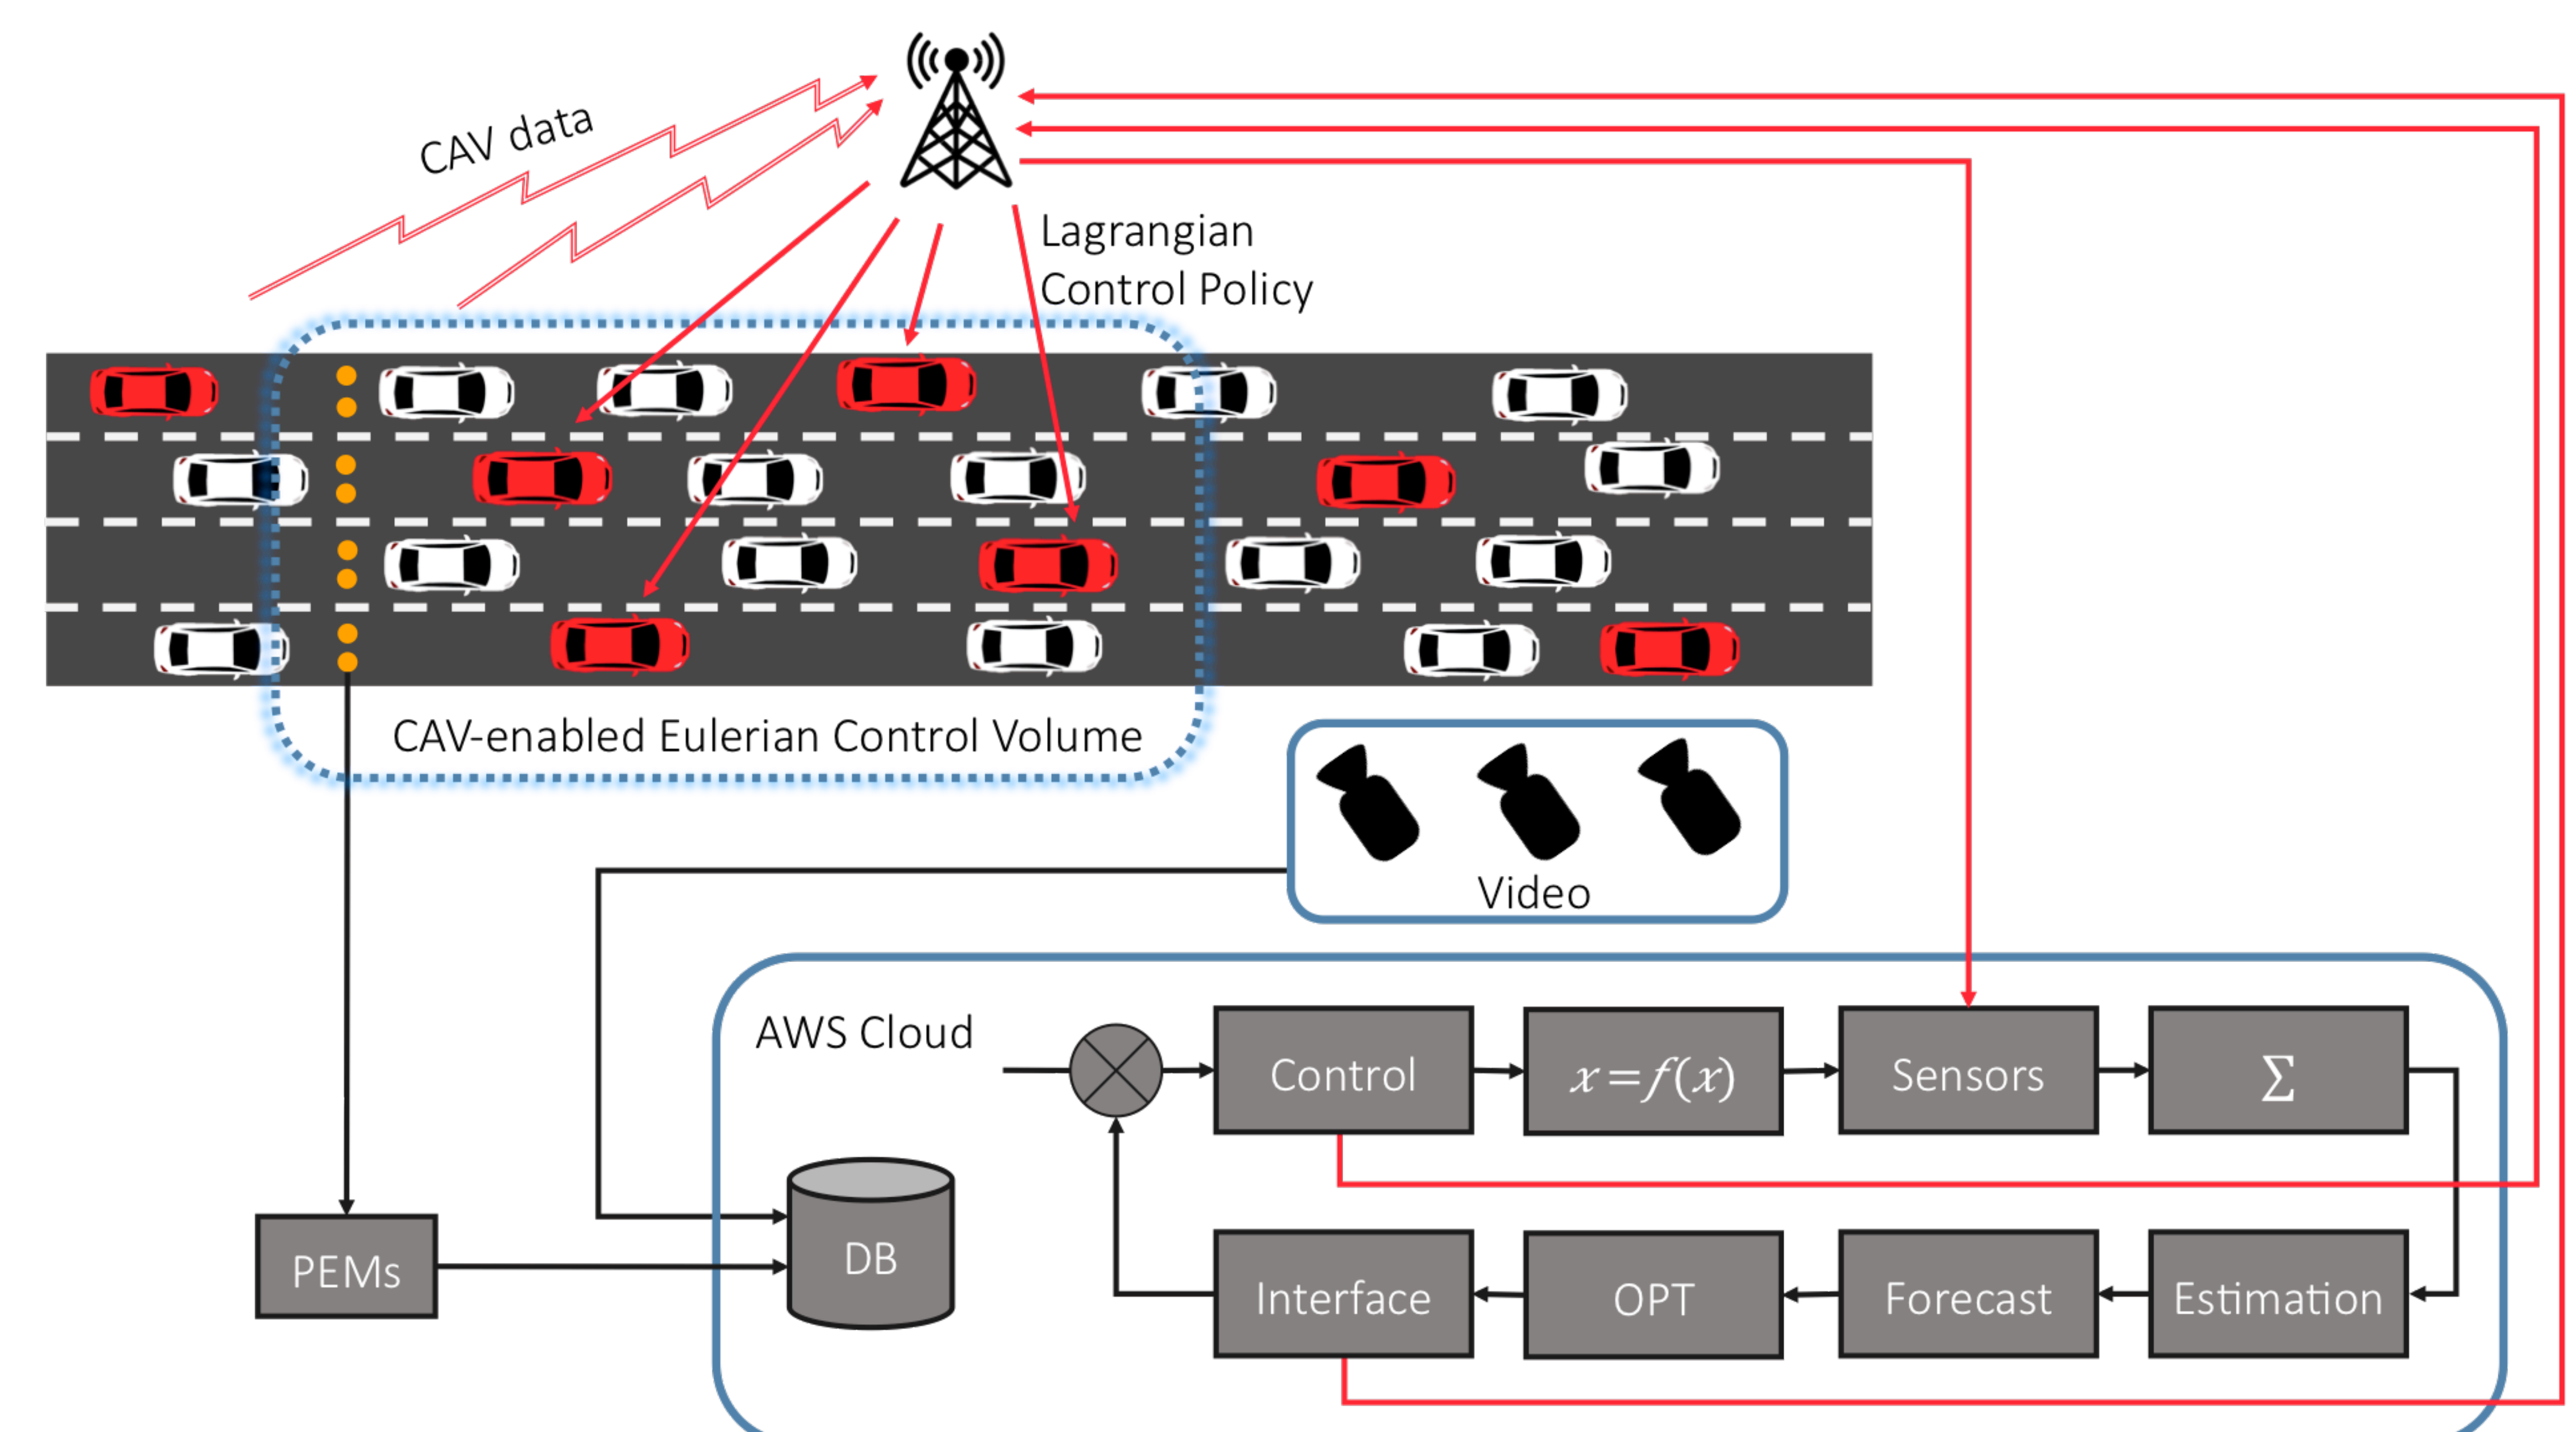 CAV data
Lagrangian
Control Policy
CAV-enabled Eulerian Control Volume
Video
AWS Cloud
Control
x=f(x)
Sensors
Σ
PEMs
DB
Interface
OPT
Forecast
Estimation